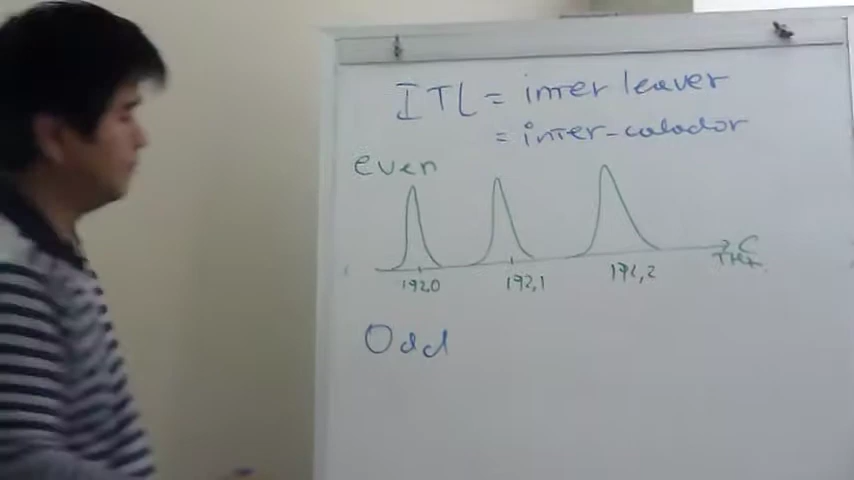 ITL = inter leaver
= inter-calador
even
192,0 192,1 192,2 THz
Odd